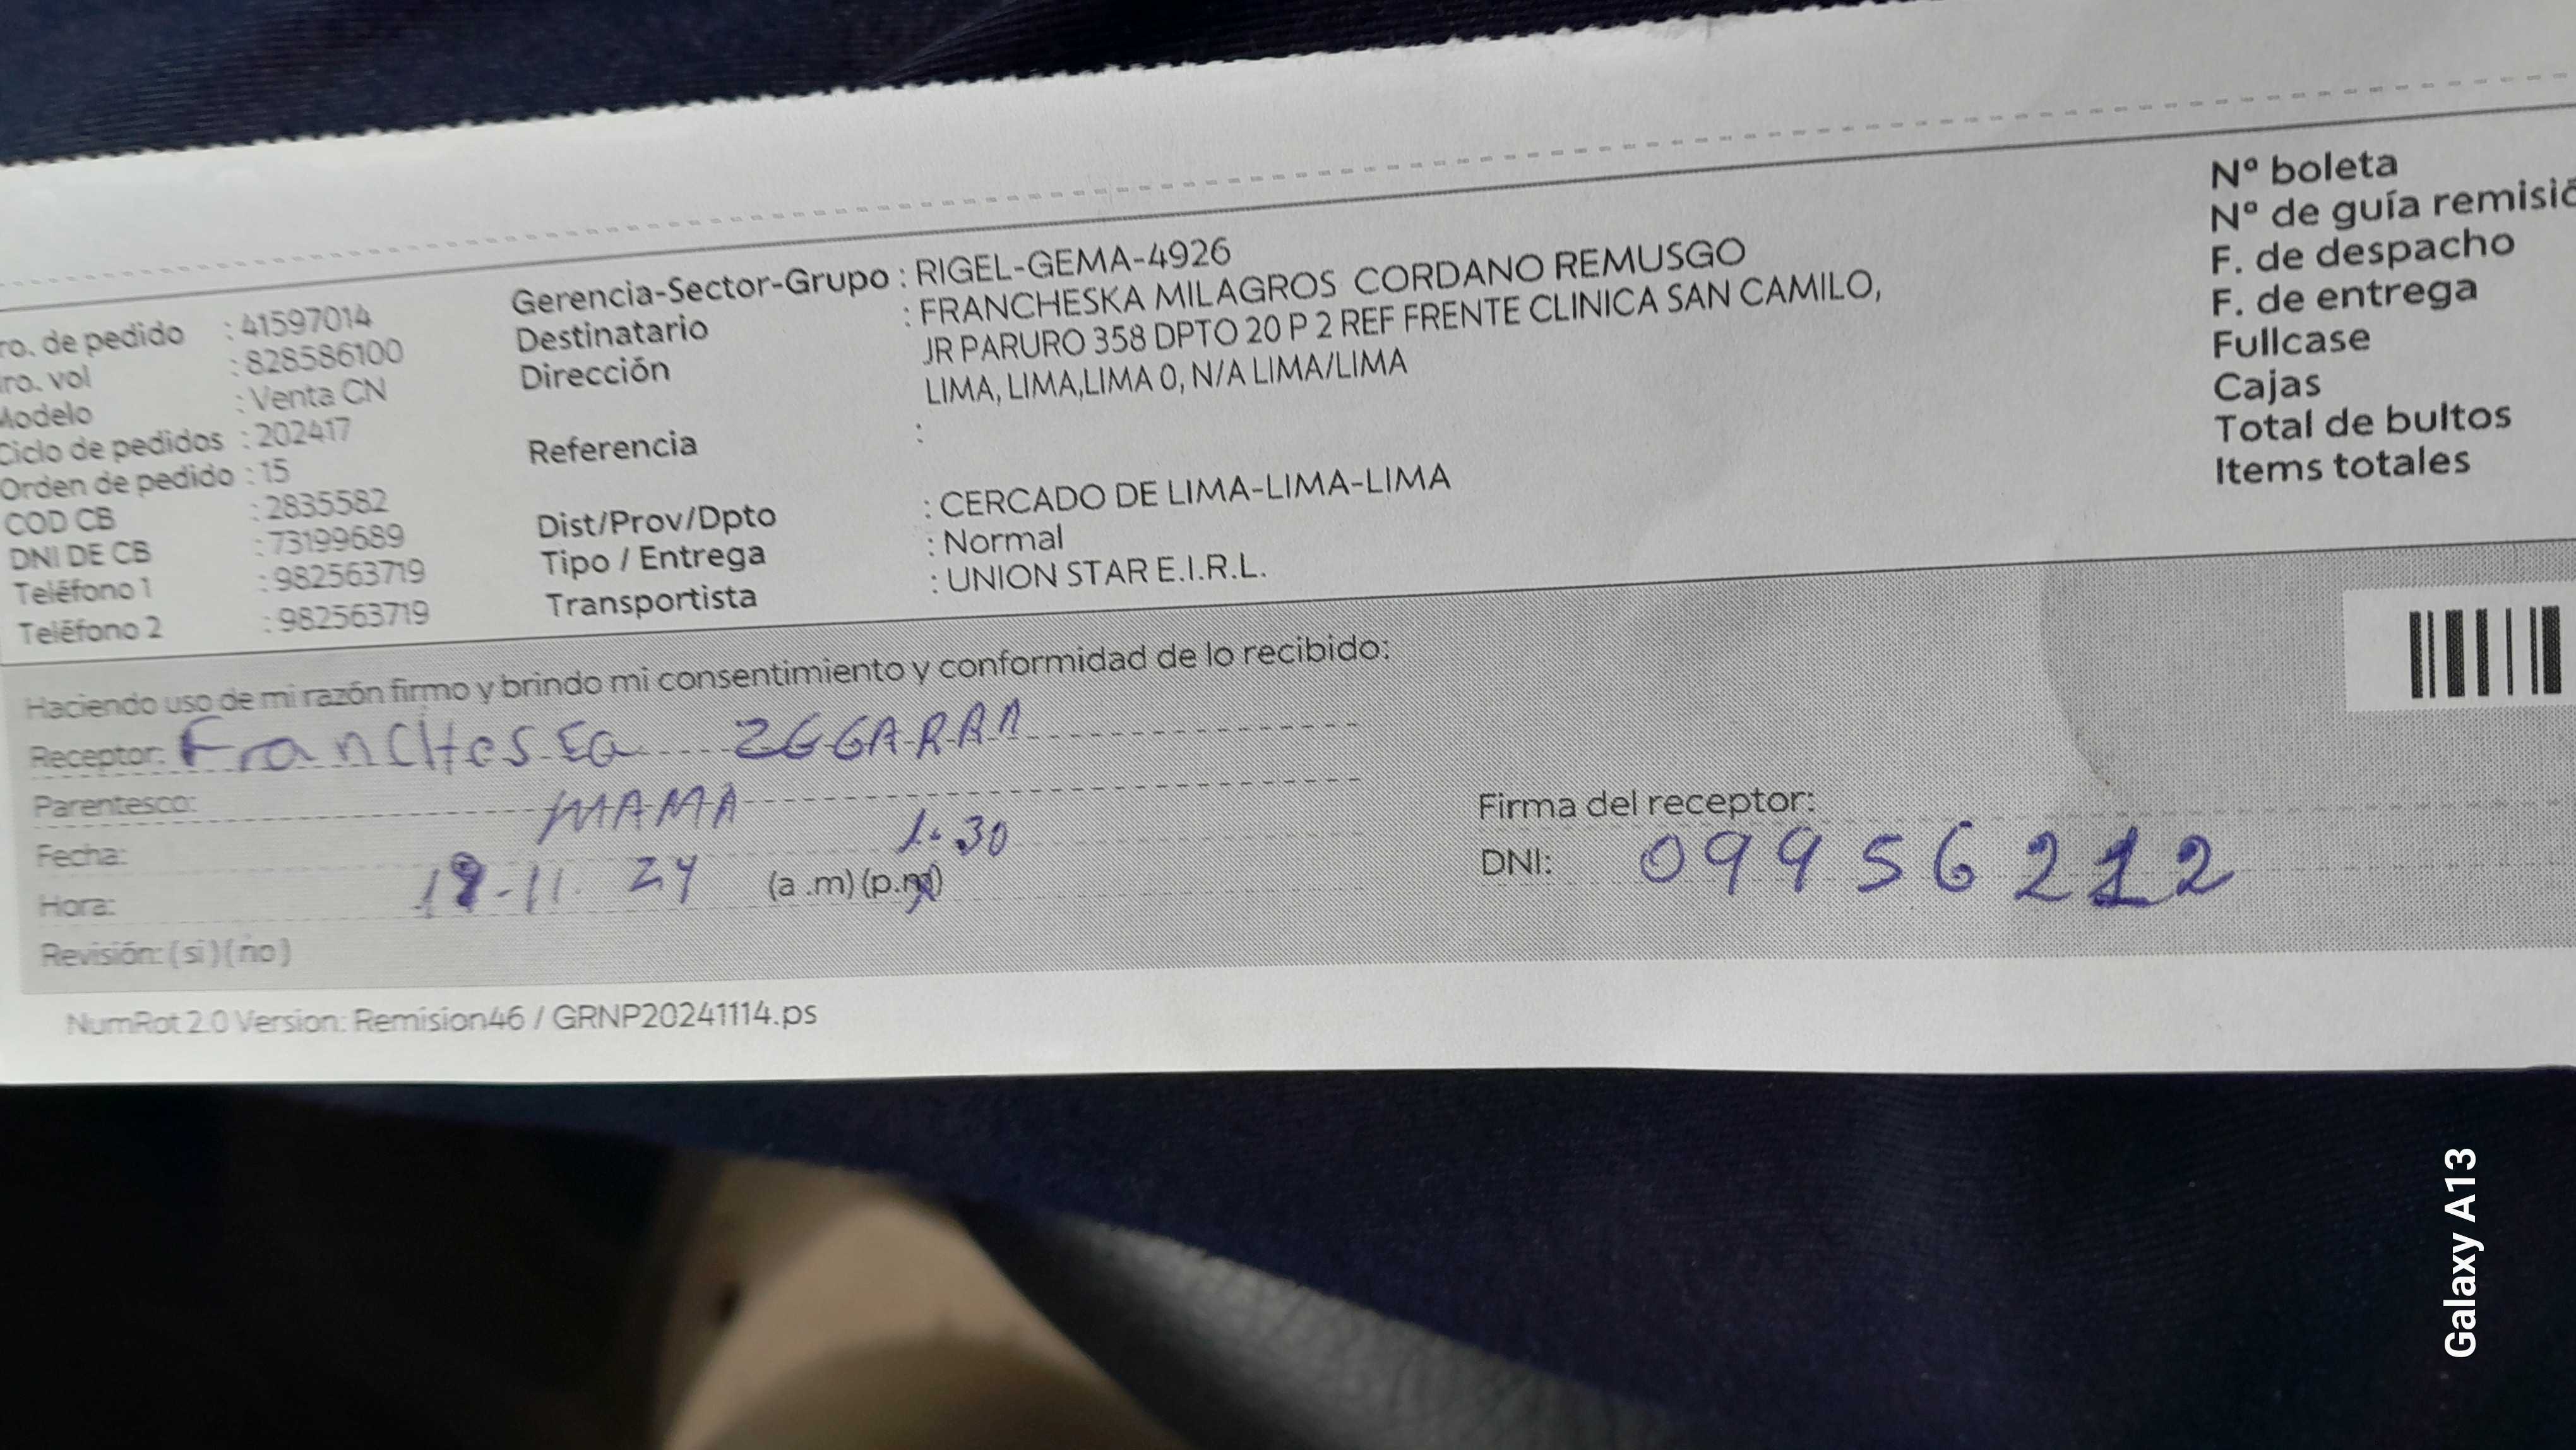 ro. de pedido : 41597014
ro. vol : 828586100
Modelo : Venta CN
Ciclo de pedidos : 202417
Orden de pedido : 15
COD CB : 2835582
DNI DE CB : 73199689
Teléfono 1 : 982563719
Teléfono 2 : 982563719
Gerencia-Sector-Grupo : RIGEL-GEMA-4926
Destinatario : FRANCHESKA MILAGROS CORDANO REMUSGO
Dirección JR PARURO 358 DPTO 20 P 2 REF FRENTE CLINICA SAN CAMILO,
LIMA, LIMA,LIMA 0, N/A LIMA/LIMA
Referencia :
Dist/Prov/Dpto : CERCADO DE LIMA-LIMA-LIMA
Tipo / Entrega : Normal
Transportista : UNION STAR E.I.R.L.
Nº boleta
Nº de guía remisió
F. de despacho
F. de entrega
Fullcase
Cajas
Total de bultos
Items totales
Haciendo uso de mi razón firmo y brindo mi consentimiento y conformidad de lo recibido:
Receptor:
Parentesco: MAMA
Fecha: 1:30
Hora: 19-11. 24 (a .m) (p.m)
Revisión: (si) (no)
Firma del receptor:
DNI: 09956212
NumRot 2.0 Version: Remision46 / GRNP20241114.ps
Galaxy A13